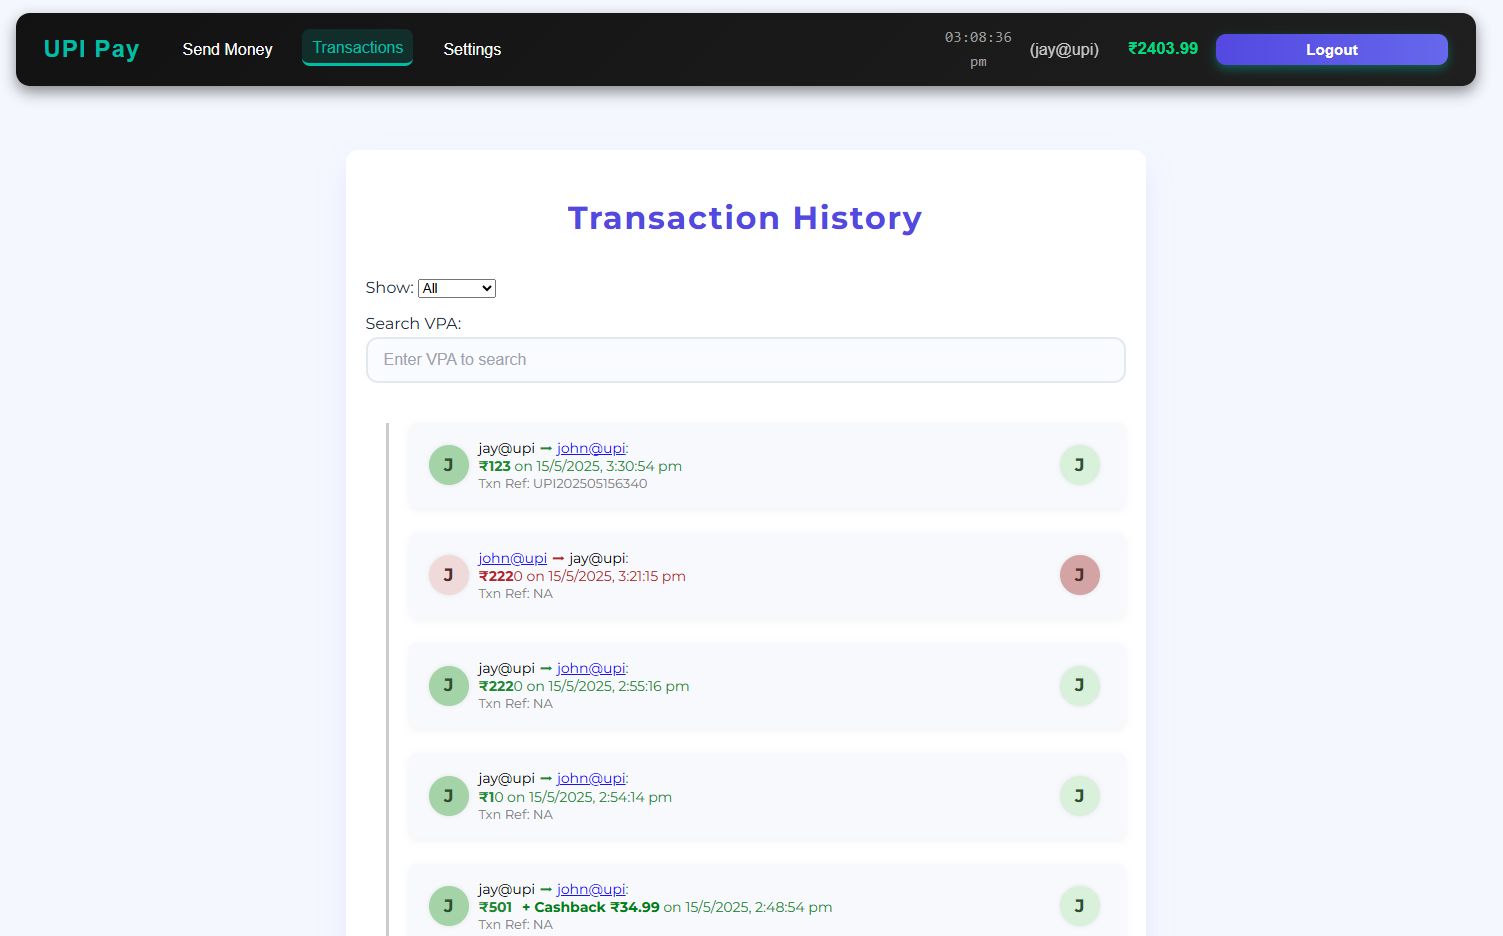 UPI Pay Send Money Transactions Settings 03:08:36 pm (jay@upi) ₹2403.99 Logout
Transaction History
Show: All
Search VPA:
Enter VPA to search
J jay@upi ➞ john@upi: J
₹123 on 15/5/2025, 3:30:54 pm
Txn Ref: UPI202505156340
J john@upi ➞ jay@upi: J
₹2220 on 15/5/2025, 3:21:15 pm
Txn Ref: NA
J jay@upi ➞ john@upi: J
₹2220 on 15/5/2025, 2:55:16 pm
Txn Ref: NA
J jay@upi ➞ john@upi: J
₹10 on 15/5/2025, 2:54:14 pm
Txn Ref: NA
J jay@upi ➞ john@upi: J
₹501 + Cashback ₹34.99 on 15/5/2025, 2:48:54 pm
Txn Ref: NA